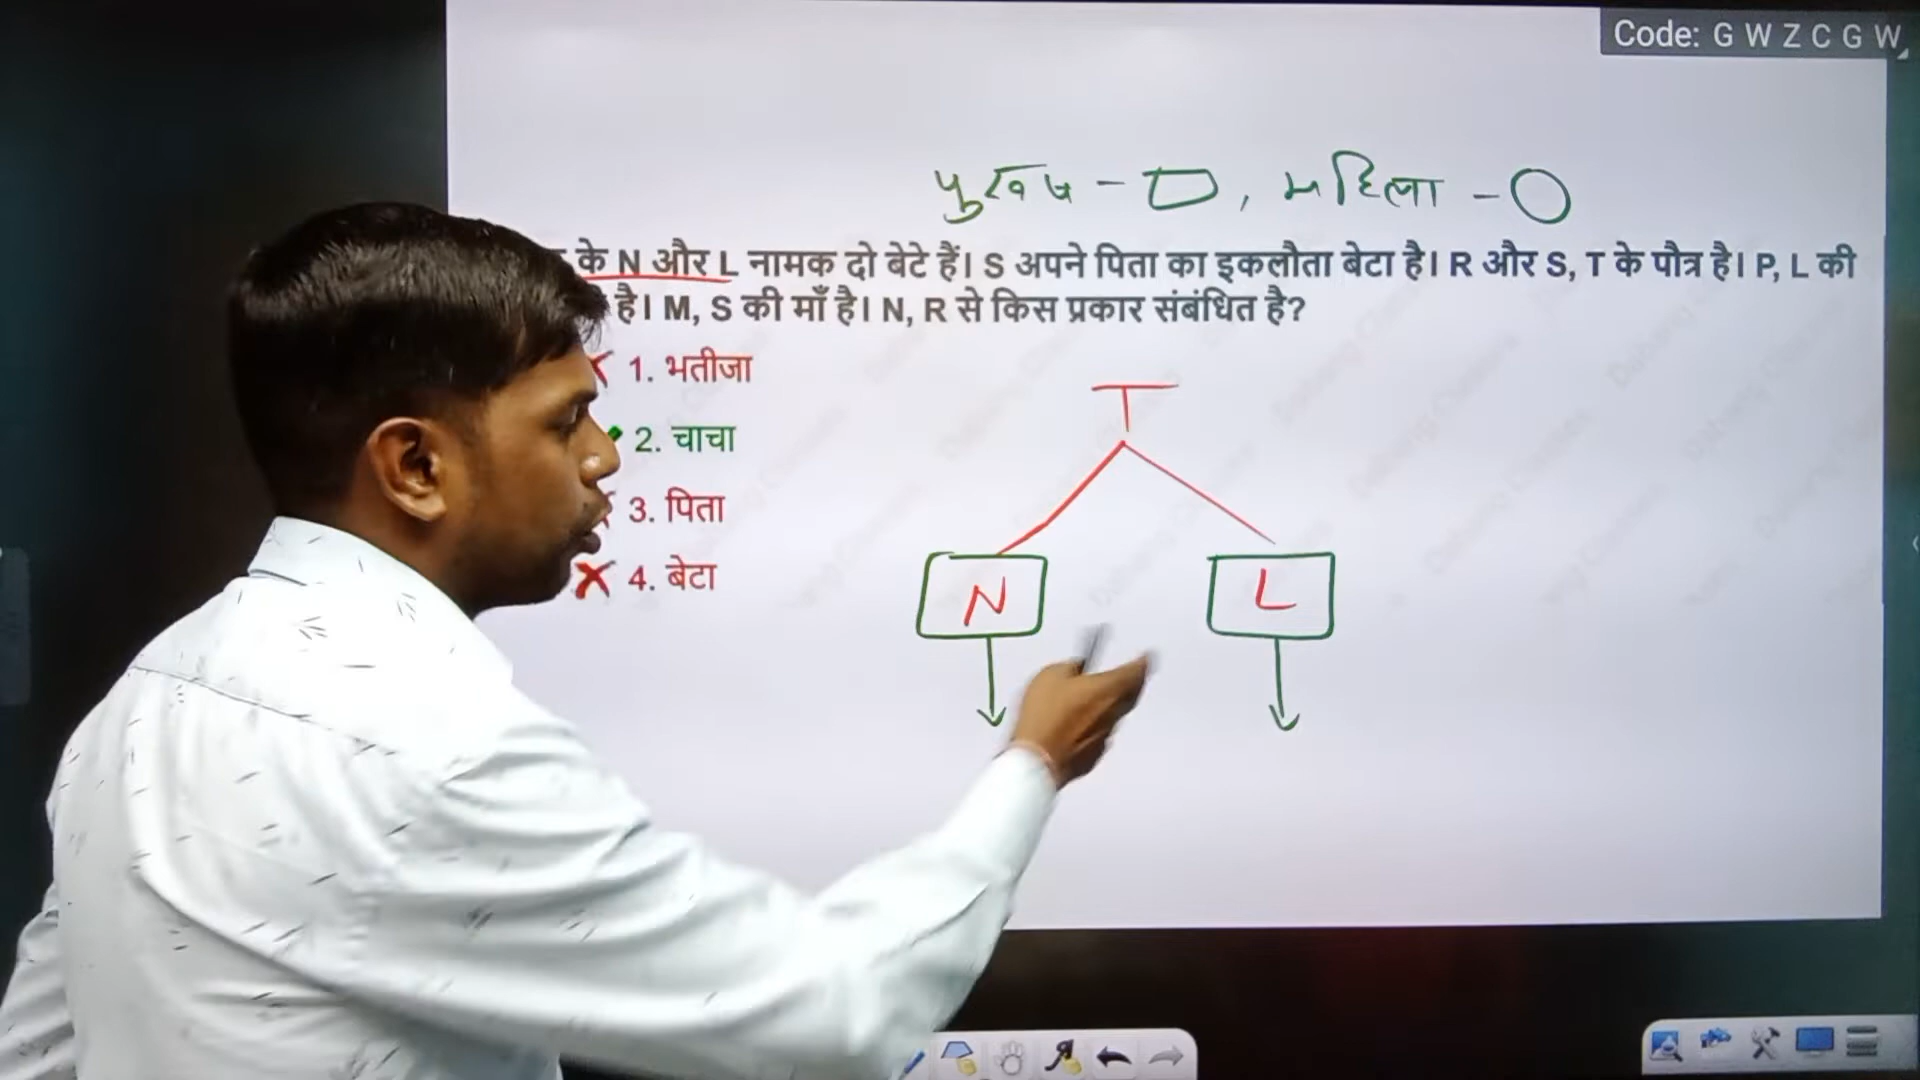 Code: G W Z C G W
पुरुष - , महिला -
के N और L नामक दो बेटे हैं। S अपने पिता का इकलौता बेटा है। R और S, T के पौत्र है। P, L की
है। M, S की माँ है। N, R से किस प्रकार संबंधित है?
1. भतीजा
2. चाचा
3. पिता
4. बेटा
T
N L